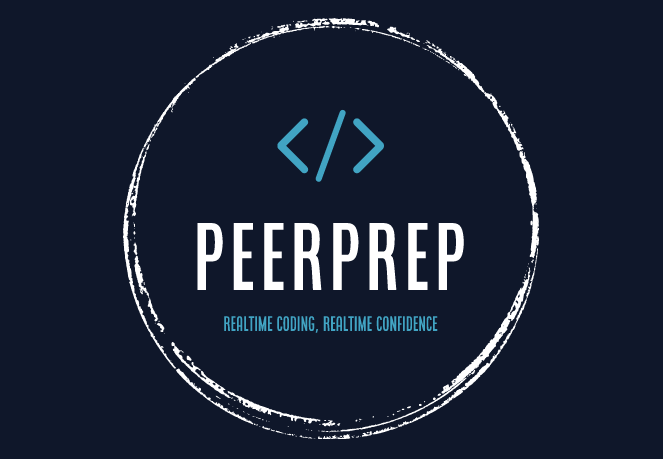 </>
PEERPREP
REALTIME CODING, REALTIME CONFIDENCE